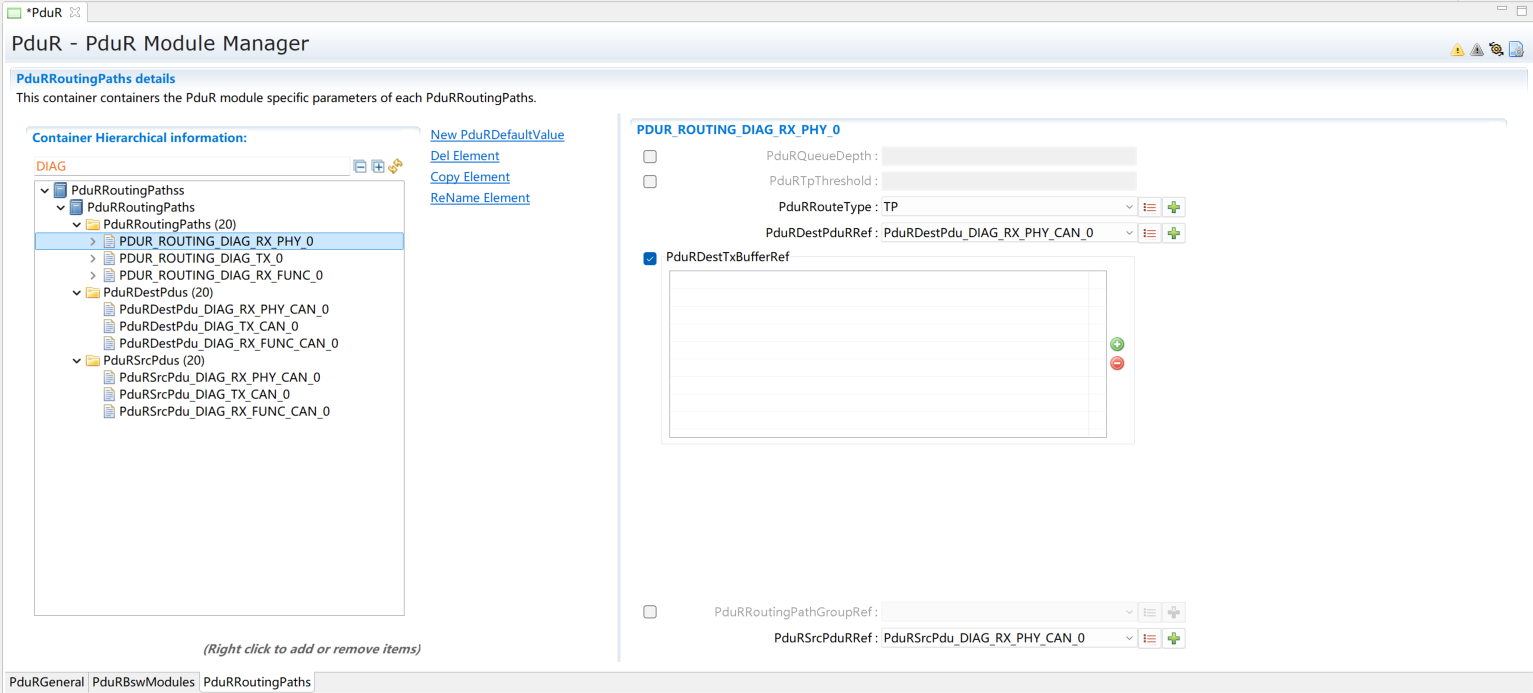 *PduR
PduR - PduR Module Manager
PduRRoutingPaths details
This container containers the PduR module specific parameters of each PduRRoutingPaths.
Container Hierarchical information:
DIAG
PduRRoutingPathss
PduRRoutingPaths
PduRRoutingPaths (20)
PDUR_ROUTING_DIAG_RX_PHY_0
PDUR_ROUTING_DIAG_TX_0
PDUR_ROUTING_DIAG_RX_FUNC_0
PduRDestPdus (20)
PduRDestPdu_DIAG_RX_PHY_CAN_0
PduRDestPdu_DIAG_TX_CAN_0
PduRDestPdu_DIAG_RX_FUNC_CAN_0
PduRSrcPdus (20)
PduRSrcPdu_DIAG_RX_PHY_CAN_0
PduRSrcPdu_DIAG_TX_CAN_0
PduRSrcPdu_DIAG_RX_FUNC_CAN_0
(Right click to add or remove items)
New PduRDefaultValue
Del Element
Copy Element
ReName Element
PDUR_ROUTING_DIAG_RX_PHY_0
PduRQueueDepth :
PduRTpThreshold :
PduRRouteType : TP
PduRDestPduRRef : PduRDestPdu_DIAG_RX_PHY_CAN_0
PduRDestTxBufferRef
PduRRoutingPathGroupRef :
PduRSrcPduRRef : PduRSrcPdu_DIAG_RX_PHY_CAN_0
PduRGeneral PduRBswModules PduRRoutingPaths